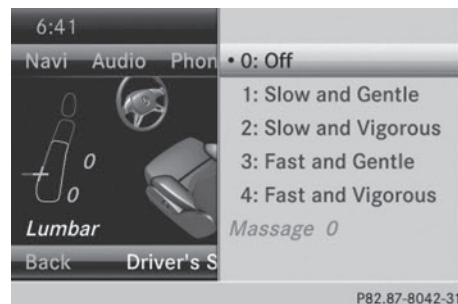 6:41
Navi Audio Phon
• 0: Off
1: Slow and Gentle
2: Slow and Vigorous
3: Fast and Gentle
4: Fast and Vigorous
Massage 0
0
0
Lumbar
Back Driver's S
P82.87-8042-31